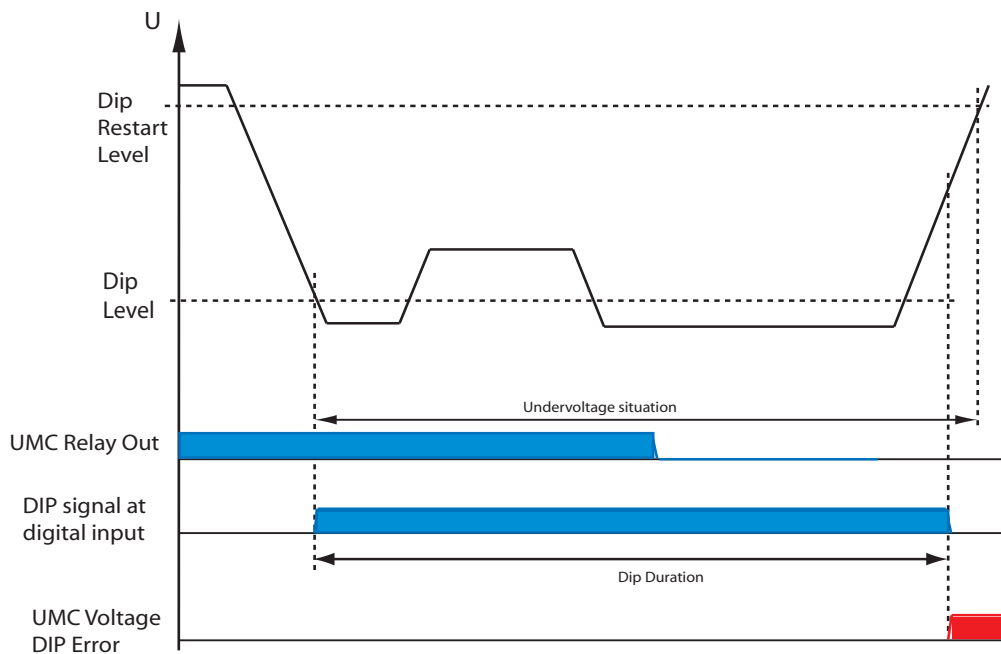 U
Dip
Restart
Level
Dip
Level
Undervoltage situation
UMC Relay Out
DIP signal at
digital input
Dip Duration
UMC Voltage
DIP Error